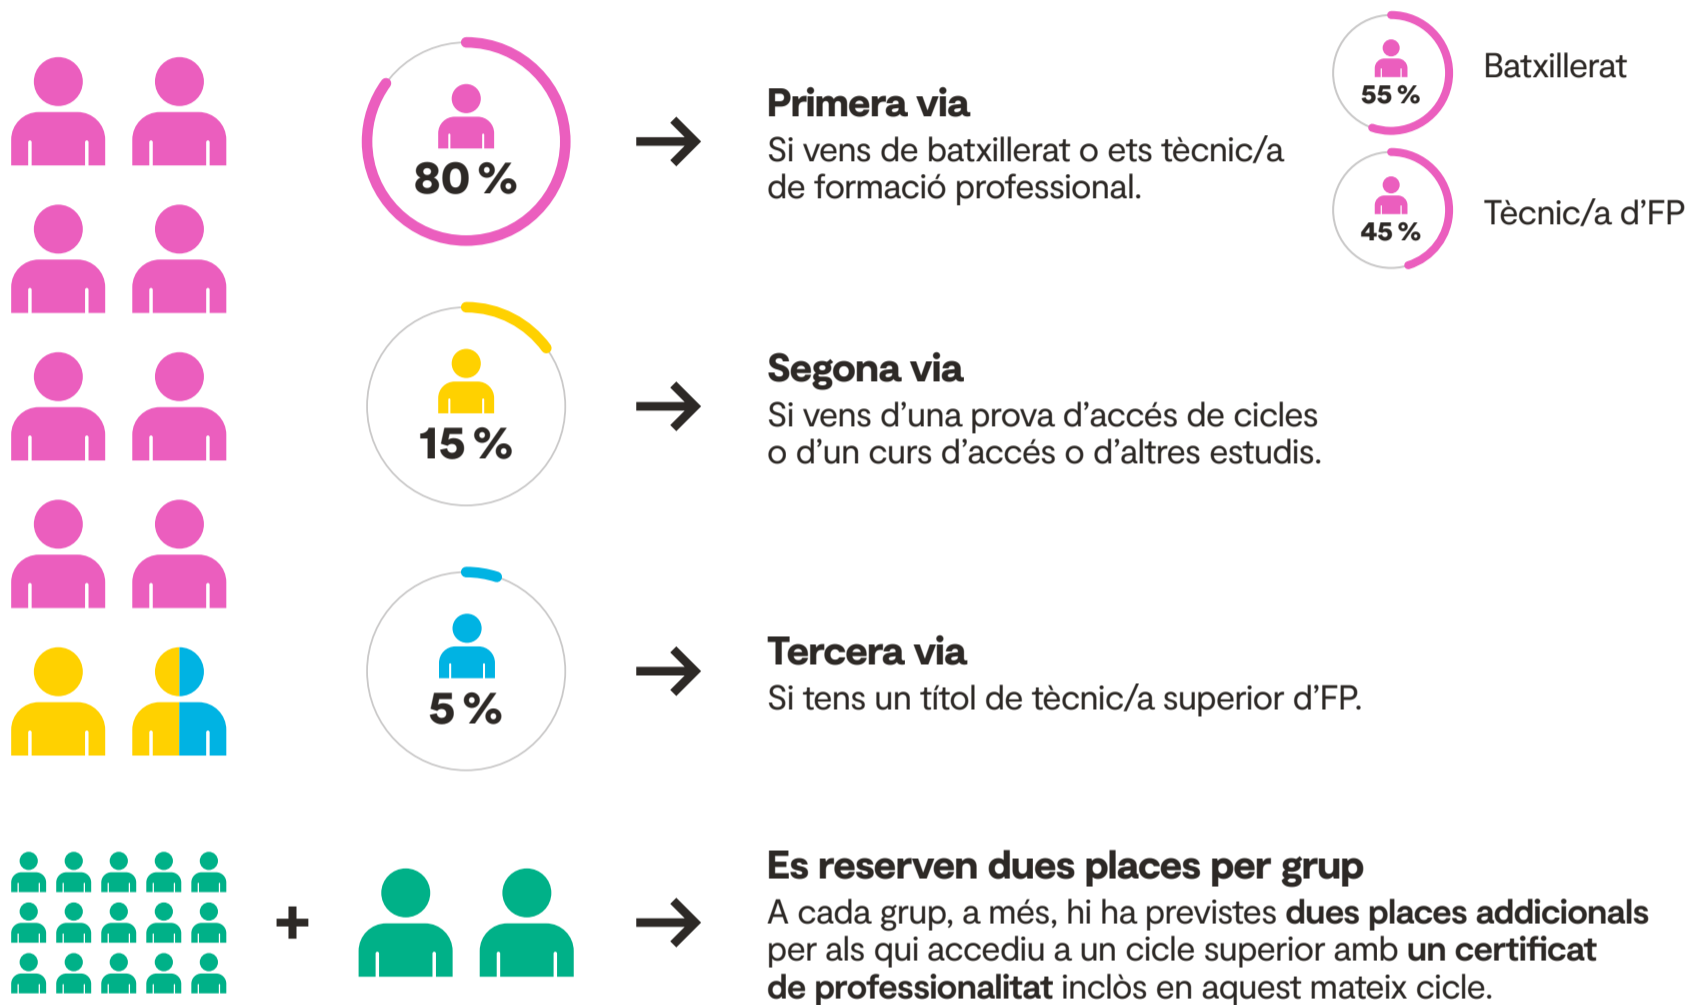 80 %
Primera via
Si vens de batxillerat o ets tècnic/a
de formació professional.
55 %
Batxillerat
45 %
Tècnic/a d’FP
15 %
Segona via
Si vens d’una prova d’accés de cicles
o d’un curs d’accés o d’altres estudis.
5 %
Tercera via
Si tens un títol de tècnic/a superior d’FP.
+
Es reserven dues places per grup
A cada grup, a més, hi ha previstes dues places addicionals
per als qui accediu a un cicle superior amb un certificat
de professionalitat inclòs en aquest mateix cicle.